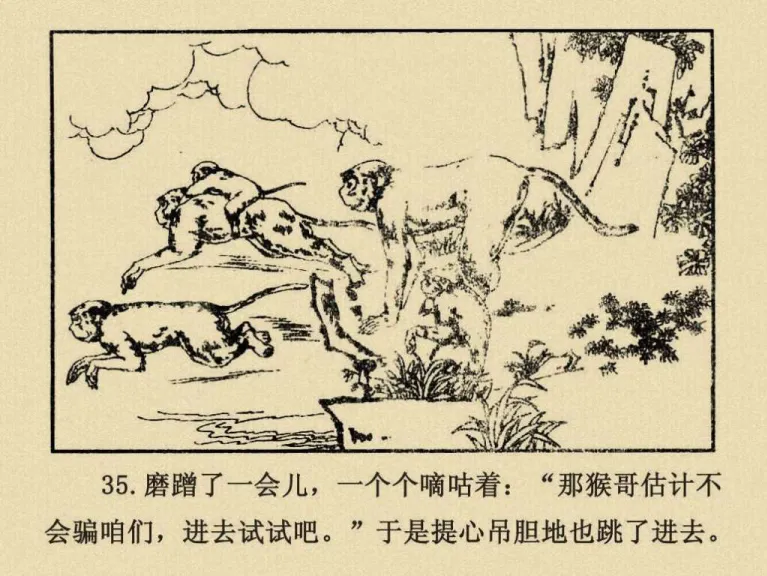 35.磨蹭了一会儿，一个个嘀咕着：“那猴哥估计不
会骗咱们，进去试试吧。”于是提心吊胆地也跳了进去。